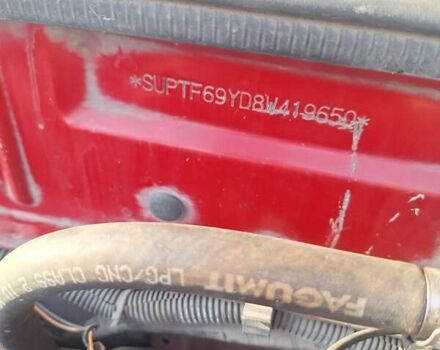 *SUPTF69YD8W419650*
FAGUMIT LPG/CNG CLASS 2